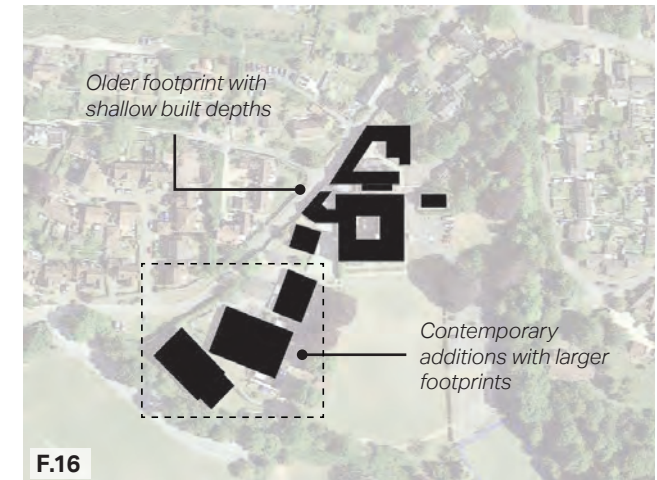 Older footprint with
shallow built depths
Contemporary
additions with larger
footprints
F.16